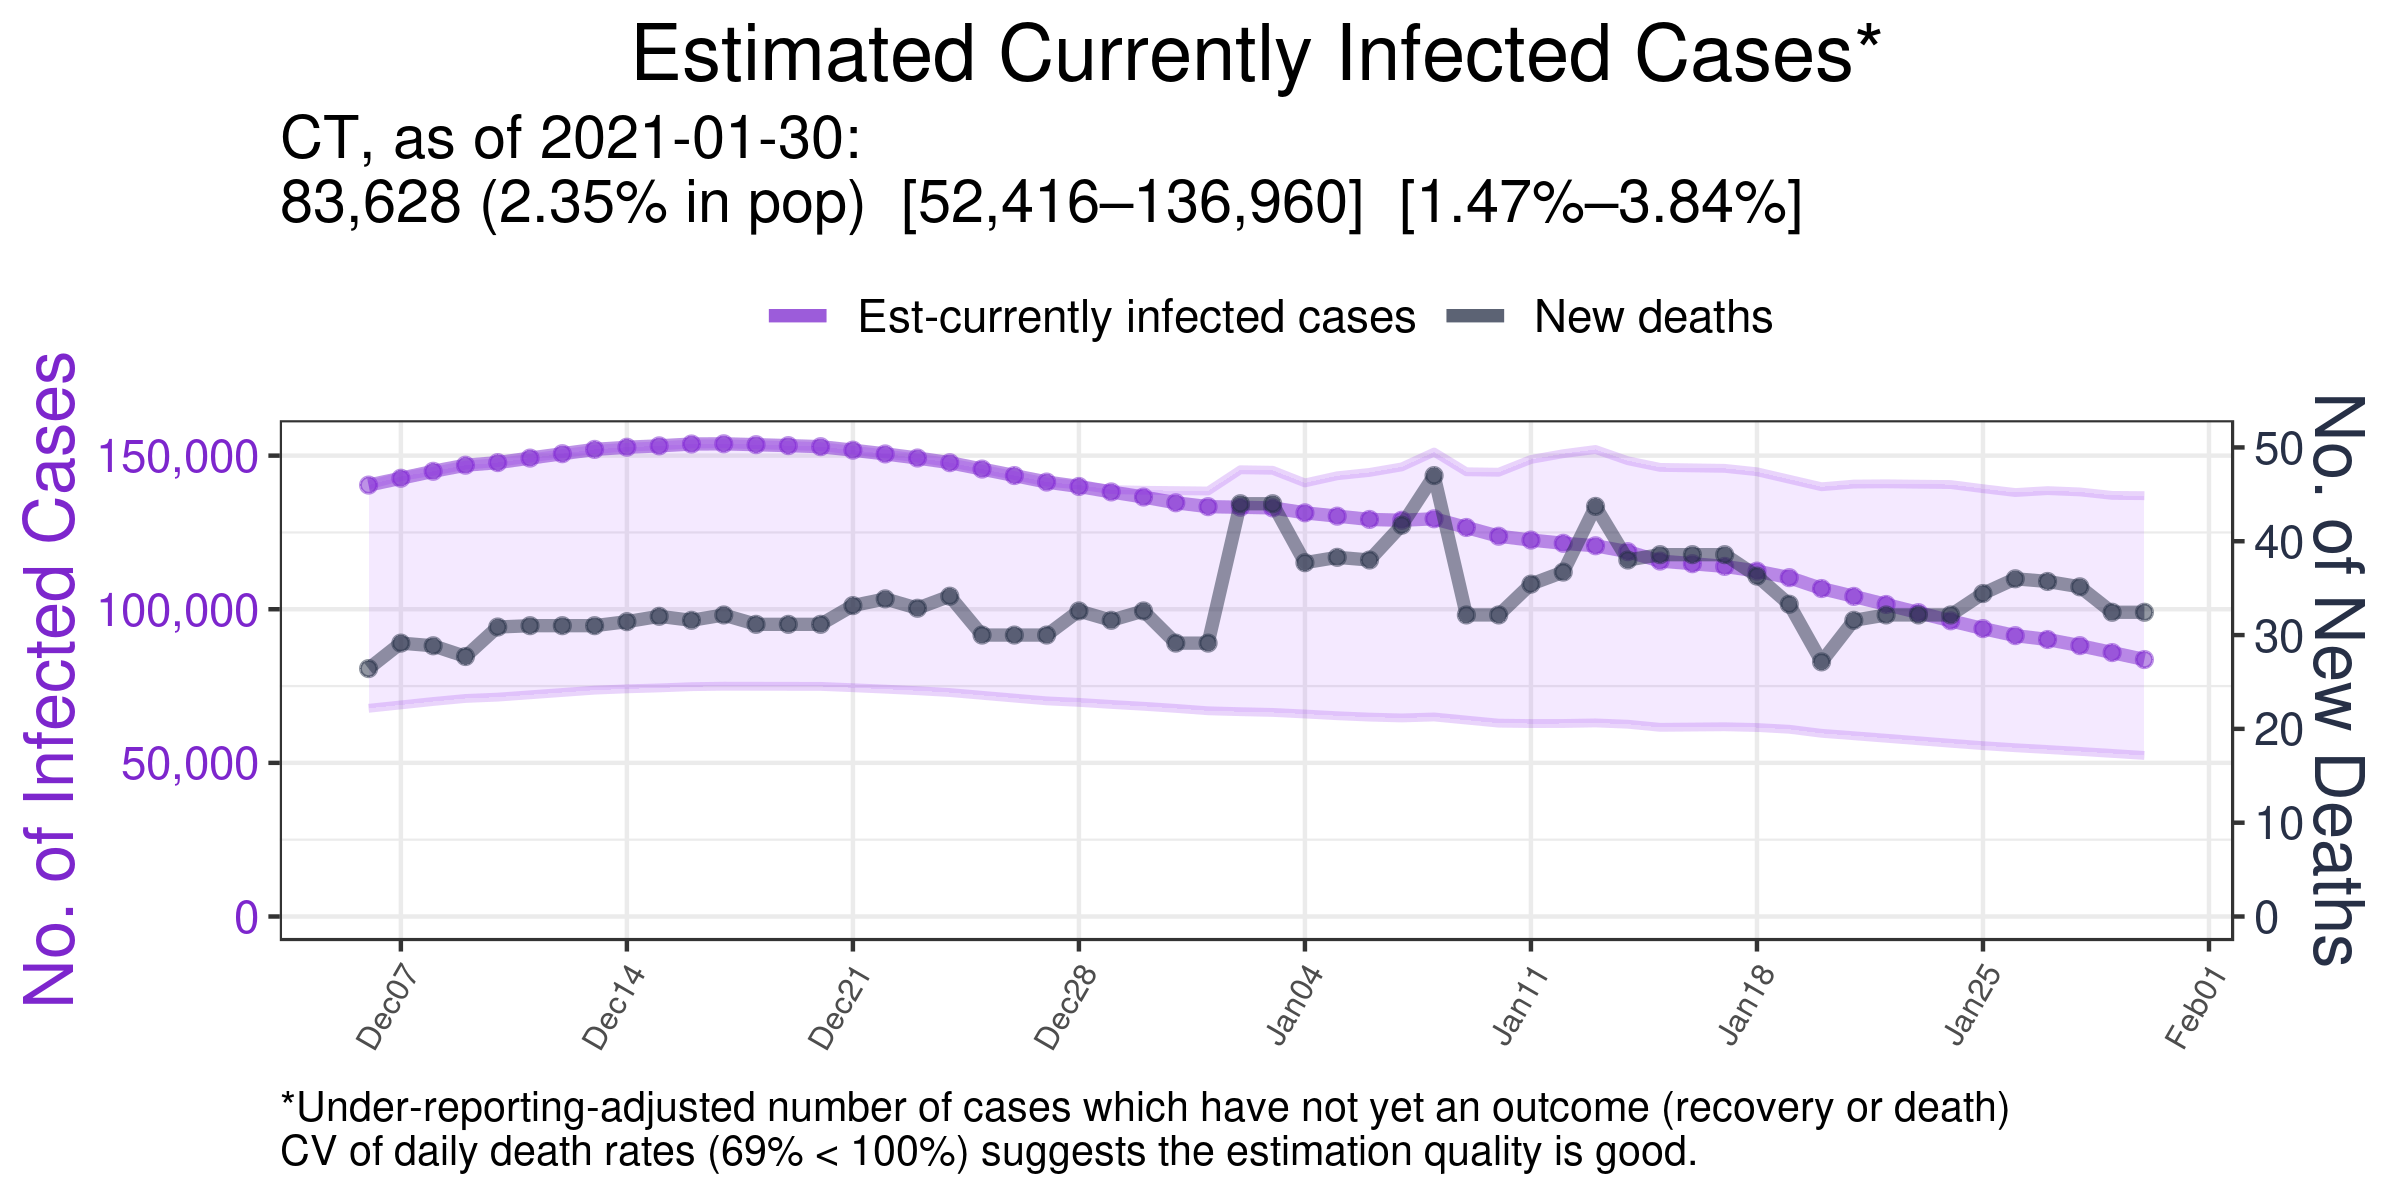 Estimated Currently Infected Cases*
CT, as of 2021-01-30:
83,628 (2.35% in pop)  [52,416–136,960]  [1.47%–3.84%]
Est-currently infected cases
New deaths
No. of Infected Cases
150,000
100,000
50,000
0
50
40
30
20
10
0
No. of New Deaths
Dec07
Dec14
Dec21
Dec28
Jan04
Jan11
Jan18
Jan25
Feb01
*Under-reporting-adjusted number of cases which have not yet an outcome (recovery or death)
CV of daily death rates (69% < 100%) suggests the estimation quality is good.